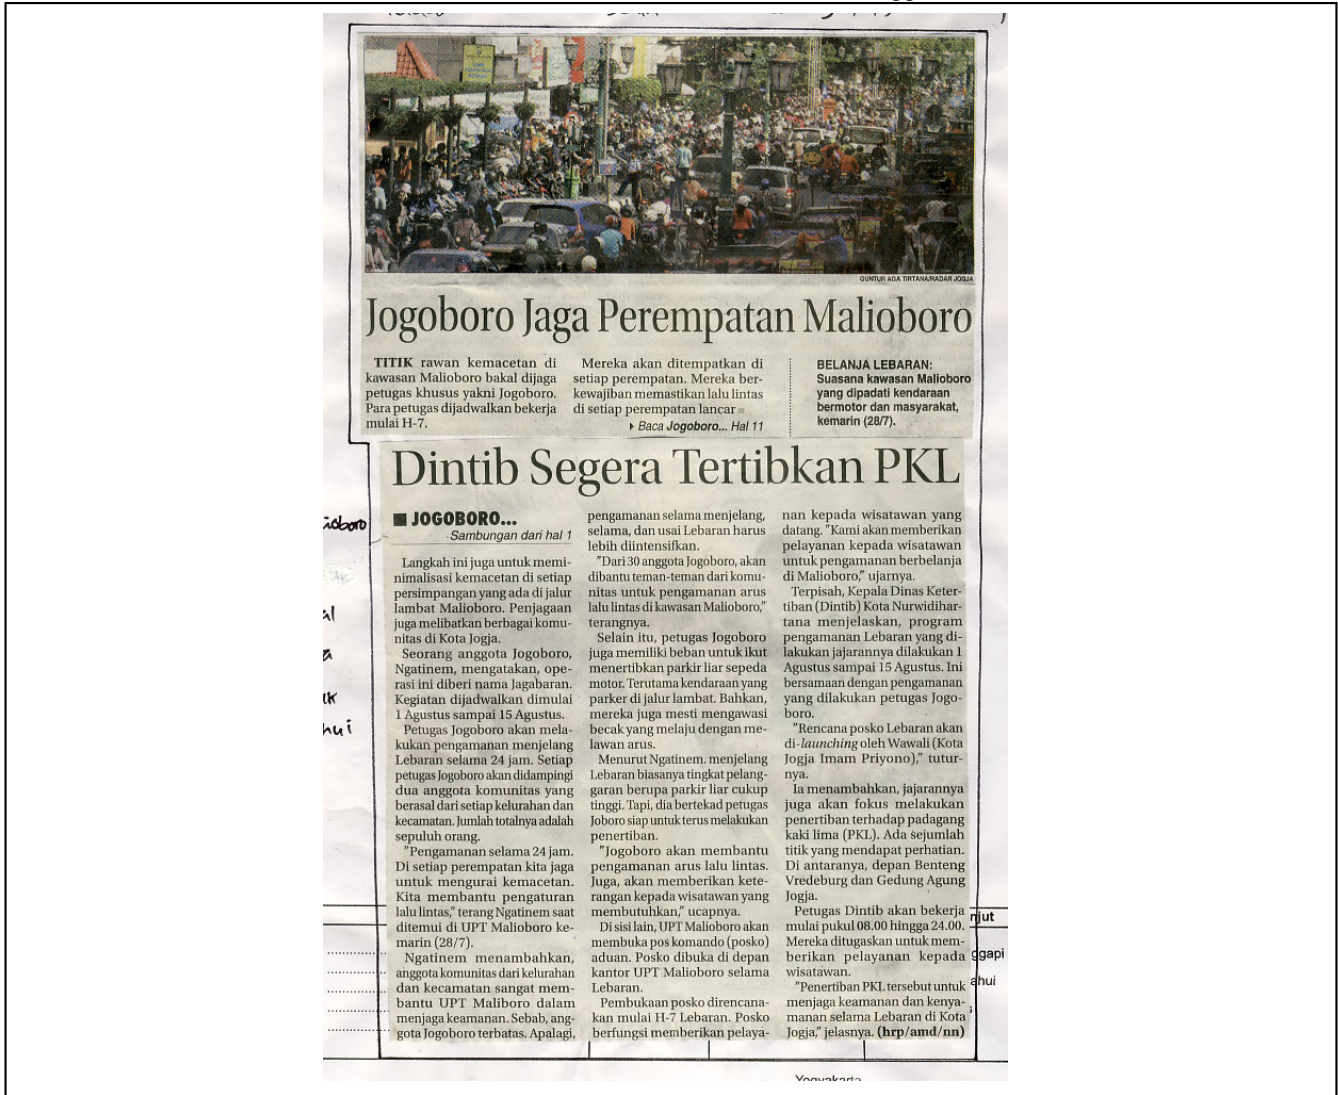 GUNTUR AGA TIRTANA/RADAR JOGJA
Jogoboro Jaga Perempatan Malioboro
TITIK rawan kemacetan di
kawasan Malioboro bakal dijaga
petugas khusus yakni Jogoboro.
Para petugas dijadwalkan bekerja
mulai H-7.
Mereka akan ditempatkan di
setiap perempatan. Mereka ber-
kewajiban memastikan lalu lintas
di setiap perempatan lancar
Baca Jogoboro... Hal 11
BELANJA LEBARAN:
Suasana kawasan Malioboro
yang dipadati kendaraan
bermotor dan masyarakat,
kemarin (28/7).
Dintib Segera Tertibkan PKL
JOGOBORO...
Sambungan dari hal 1
Langkah ini juga untuk memi-
nimalisasi kemacetan di setiap
persimpangan yang ada di jalur
lambat Malioboro. Penjagaan
juga melibatkan berbagai komu-
nitas di Kota Jogja.
Seorang anggota Jogoboro,
Ngatinem, mengatakan, ope-
rasi ini diberi nama Jagabaran.
Kegiatan dijadwalkan dimulai
1 Agustus sampai 15 Agustus.
Petugas Jogoboro akan mela-
kukan pengamanan menjelang
Lebaran selama 24 jam. Setiap
petugas Jogoboro akan didampingi
dua anggota komunitas yang
berasal dari setiap kelurahan dan
kecamatan. Jumlah totalnya adalah
sepuluh orang.
"Pengamanan selama 24 jam.
Di setiap perempatan kita jaga
untuk mengurai kemacetan.
Kita membantu pengaturan
lalu lintas," terang Ngatinem saat
ditemui di UPT Malioboro ke-
marin (28/7).
Ngatinem menambahkan,
anggota komunitas dari kelurahan
dan kecamatan sangat mem-
bantu UPT Maliboro dalam
menjaga keamanan. Sebab, ang-
gota Jogoboro terbatas. Apalagi,
pengamanan selama menjelang,
selama, dan usai Lebaran harus
lebih diintensifkan.
"Dari 30 anggota Jogoboro, akan
dibantu teman-teman dari komu-
nitas untuk pengamanan arus
lalu lintas di kawasan Malioboro,"
terangnya.
Selain itu, petugas Jogoboro
juga memiliki beban untuk ikut
menertibkan parkir liar sepeda
motor. Terutama kendaraan yang
parker di jalur lambat. Bahkan,
mereka juga mesti mengawasi
becak yang melaju dengan me-
lawan arus.
Menurut Ngatinem. menjelang
Lebaran biasanya tingkat pelang-
garan berupa parkir liar cukup
tinggi. Tapi, dia bertekad petugas
Joboro siap untuk terus melakukan
penertiban.
"Jogoboro akan membantu
pengamanan arus lalu lintas.
Juga, akan memberikan kete-
rangan kepada wisatawan yang
membutuhkan," ucapnya.
Di sisi lain, UPT Malioboro akan
membuka pos komando (posko)
aduan. Posko dibuka di depan
kantor UPT Malioboro selama
Lebaran.
Pembukaan posko direncana-
kan mulai H-7 Lebaran. Posko
berfungsi memberikan pelaya-
nan kepada wisatawan yang
datang. "Kami akan memberikan
pelayanan kepada wisatawan
untuk pengamanan berbelanja
di Malioboro," ujarnya.
Terpisah, Kepala Dinas Keter-
tiban (Dintib) Kota Nurwidihar-
tana menjelaskan, program
pengamanan Lebaran yang di-
lakukan jajarannya dilakukan 1
Agustus sampai 15 Agustus. Ini
bersamaan dengan pengamanan
yang dilakukan petugas Jogo-
boro.
"Rencana posko Lebaran akan
di-launching oleh Wawali (Kota
Jogja Imam Priyono)," tutur-
nya.
Ia menambahkan, jajarannya
juga akan fokus melakukan
penertiban terhadap padagang
kaki lima (PKL). Ada sejumlah
titik yang mendapat perhatian.
Di antaranya, depan Benteng
Vredeburg dan Gedung Agung
Jogja.
Petugas Dintib akan bekerja
mulai pukul 08.00 hingga 24.00.
Mereka ditugaskan untuk mem-
berikan pelayanan kepada
wisatawan.
"Penertiban PKL tersebut untuk
menjaga keamanan dan kenya-
manan selama Lebaran di Kota
Jogja," jelasnya. (hrp/amd/nn)
njut
ggapi
ahui